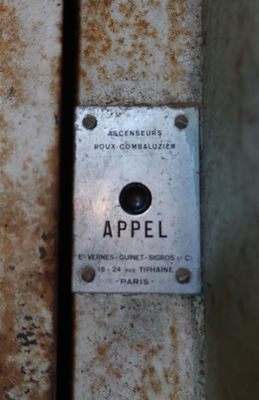 ASCENSEURS
ROUX-COMBALUZIER
APPEL
Ets VERNES-GUINET-SIGROS ET Cie
18-24 RUE TIPHAINE
-PARIS-